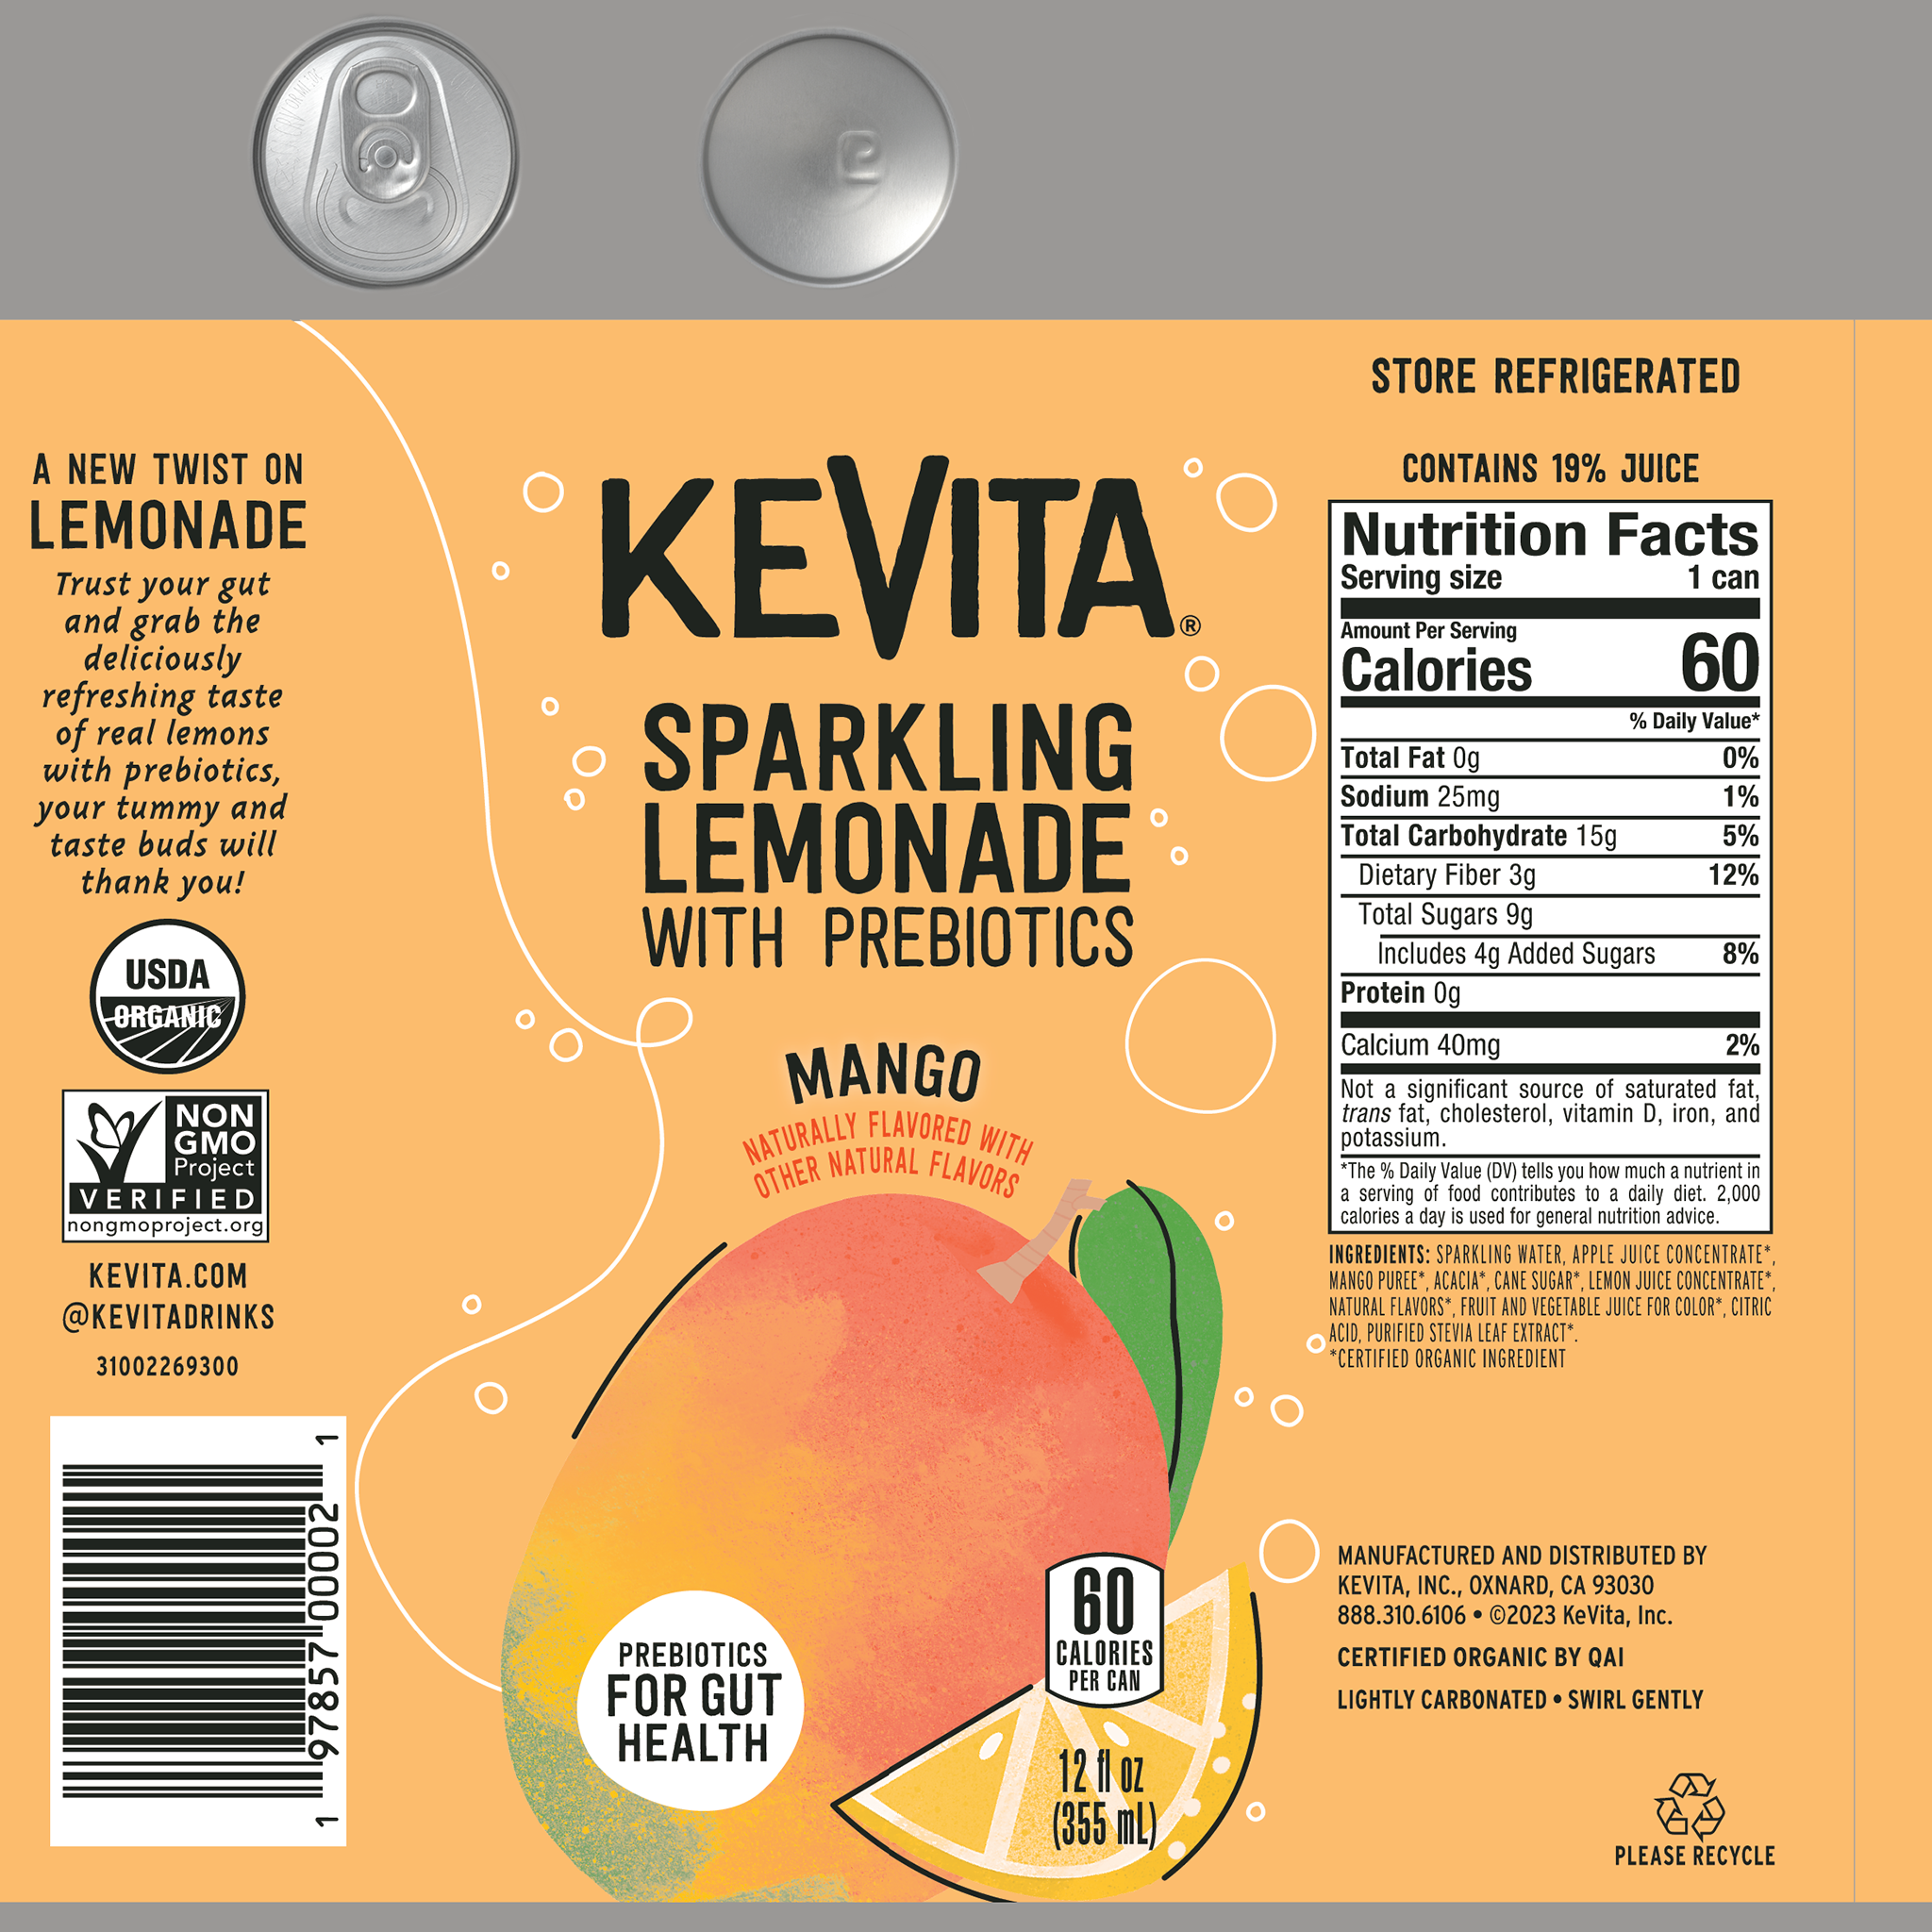 A NEW TWIST ON
LEMONADE
Trust your gut
and grab the
deliciously
refreshing taste
of real lemons
with prebiotics,
your tummy and
taste buds will
thank you!
USDA
ORGANIC
NON
GMO
Project
VERIFIED
nongmoproject.org
KEVITA.COM
@KEVITADRINKS
31002269300
1 97857 00002 1
KEVITA®
SPARKLING
LEMONADE
WITH PREBIOTICS
MANGO
NATURALLY FLAVORED WITH
OTHER NATURAL FLAVORS
PREBIOTICS
FOR GUT
HEALTH
60
CALORIES
PER CAN
12 fl oz
(355 mL)
STORE REFRIGERATED
CONTAINS 19% JUICE
Nutrition Facts
Serving size 1 can
Amount Per Serving
Calories 60
% Daily Value*
Total Fat 0g 0%
Sodium 25mg 1%
Total Carbohydrate 15g 5%
Dietary Fiber 3g 12%
Total Sugars 9g
Includes 4g Added Sugars 8%
Protein 0g
Calcium 40mg 2%
Not a significant source of saturated fat,
trans fat, cholesterol, vitamin D, iron, and
potassium.
*The % Daily Value (DV) tells you how much a nutrient in
a serving of food contributes to a daily diet. 2,000
calories a day is used for general nutrition advice.
INGREDIENTS: SPARKLING WATER, APPLE JUICE CONCENTRATE*,
MANGO PUREE*, ACACIA*, CANE SUGAR*, LEMON JUICE CONCENTRATE*,
NATURAL FLAVORS*, FRUIT AND VEGETABLE JUICE FOR COLOR*, CITRIC
ACID, PURIFIED STEVIA LEAF EXTRACT*.
*CERTIFIED ORGANIC INGREDIENT
MANUFACTURED AND DISTRIBUTED BY
KEVITA, INC., OXNARD, CA 93030
888.310.6106 • ©2023 KeVita, Inc.
CERTIFIED ORGANIC BY QAI
LIGHTLY CARBONATED • SWIRL GENTLY
PLEASE RECYCLE